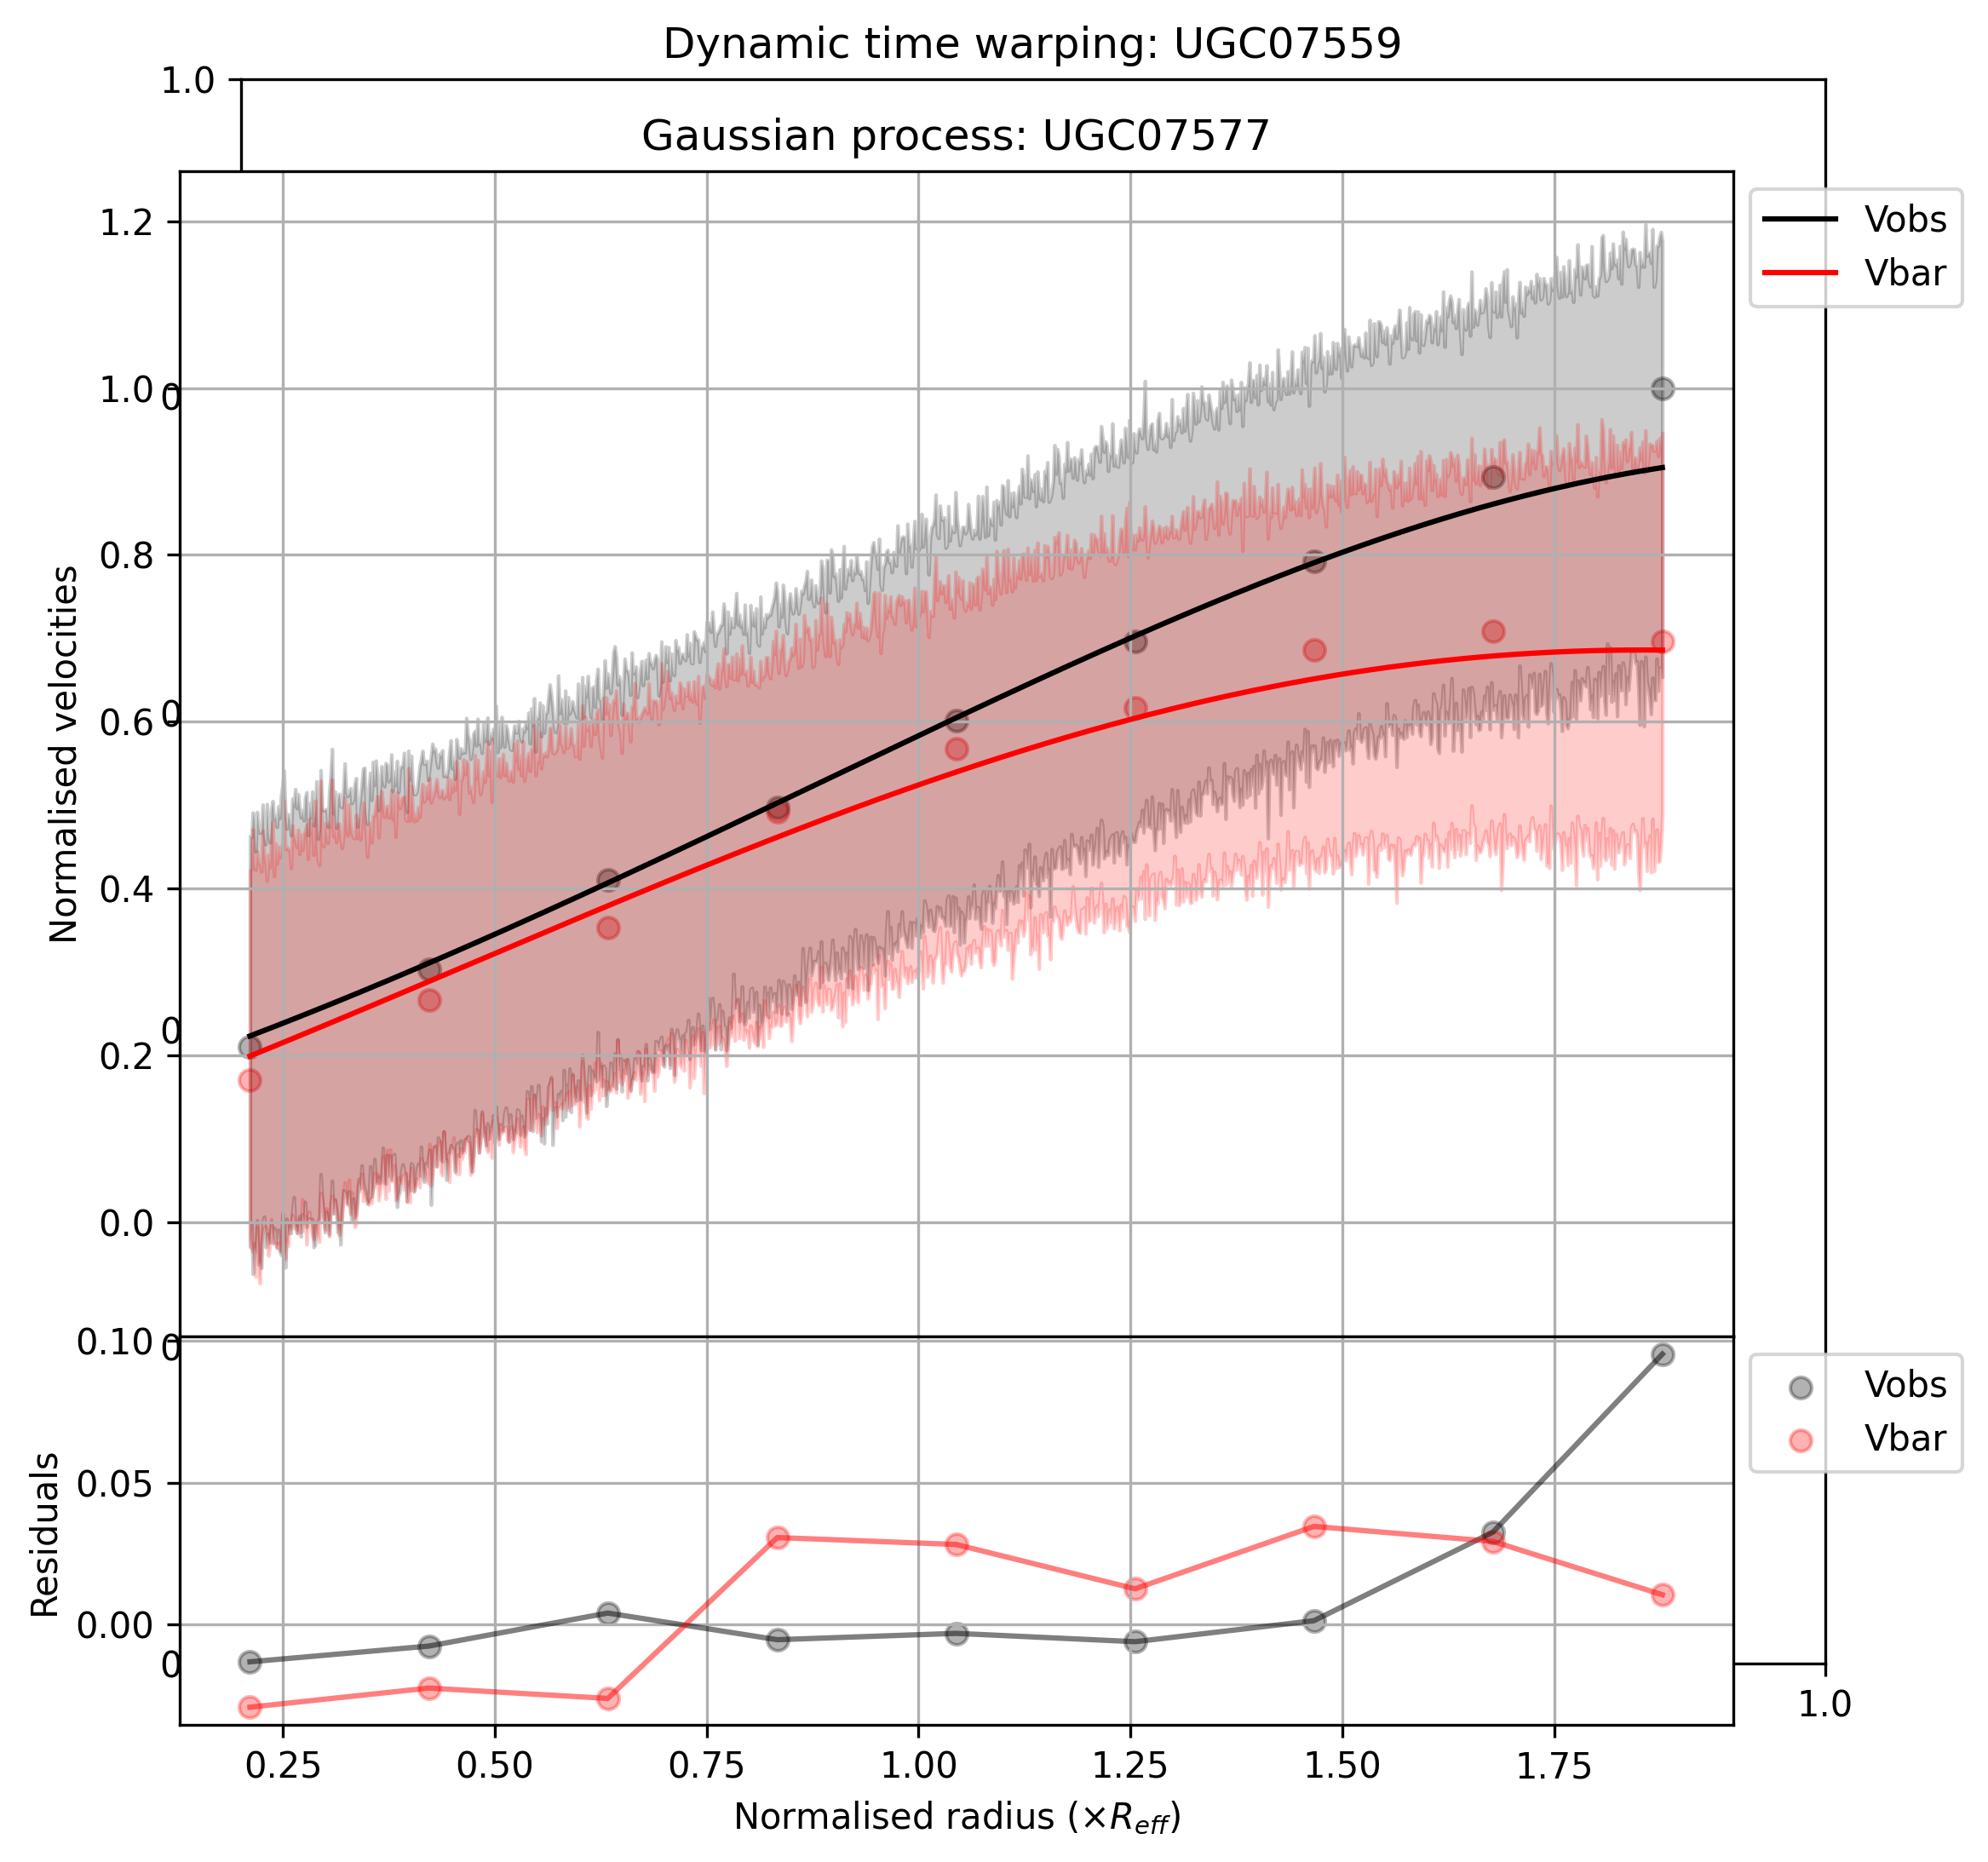 Dynamic time warping: UGC07559
1.0
Gaussian process: UGC07577
1.2
1.0
0
0.8
0.6
0
0.4
0.2
0
0.0
Normalised velocities
Vobs
Vbar
0.10
0
0.05
0.00
0
Residuals
Vobs
Vbar
1.0
0.25 0.50 0.75 1.00 1.25 1.50 1.75
Normalised radius (×R_eff)